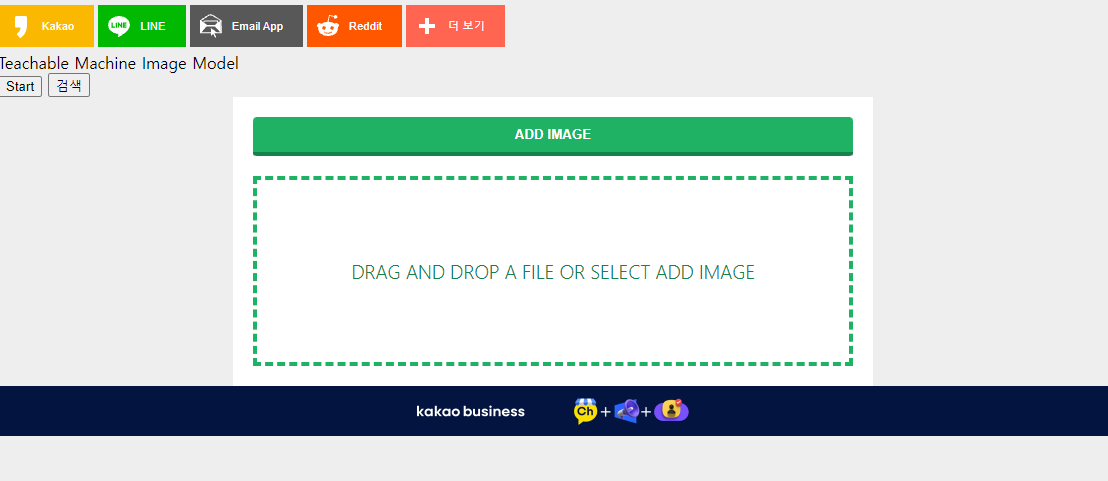 Kakao LINE Email App Reddit 더 보기
Teachable Machine Image Model
Start 검색
ADD IMAGE
DRAG AND DROP A FILE OR SELECT ADD IMAGE
kakao business Ch + +